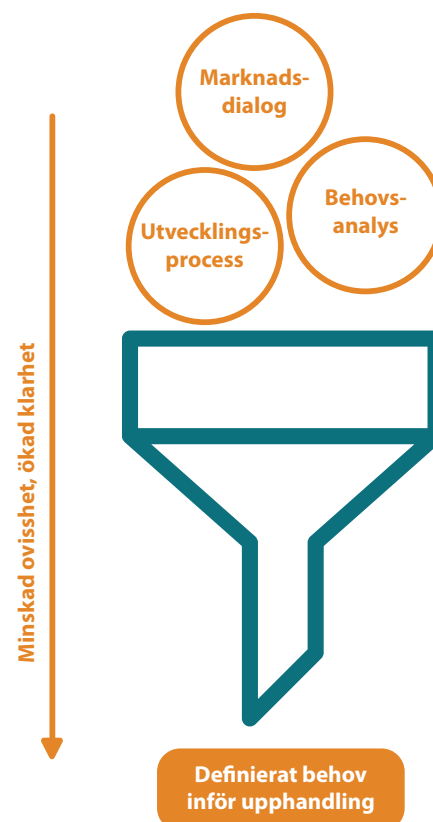 Marknads-
dialog
Behovs-
analys
Utvecklings-
process
Minskad ovisshet, ökad klarhet
Definierat behov
inför upphandling